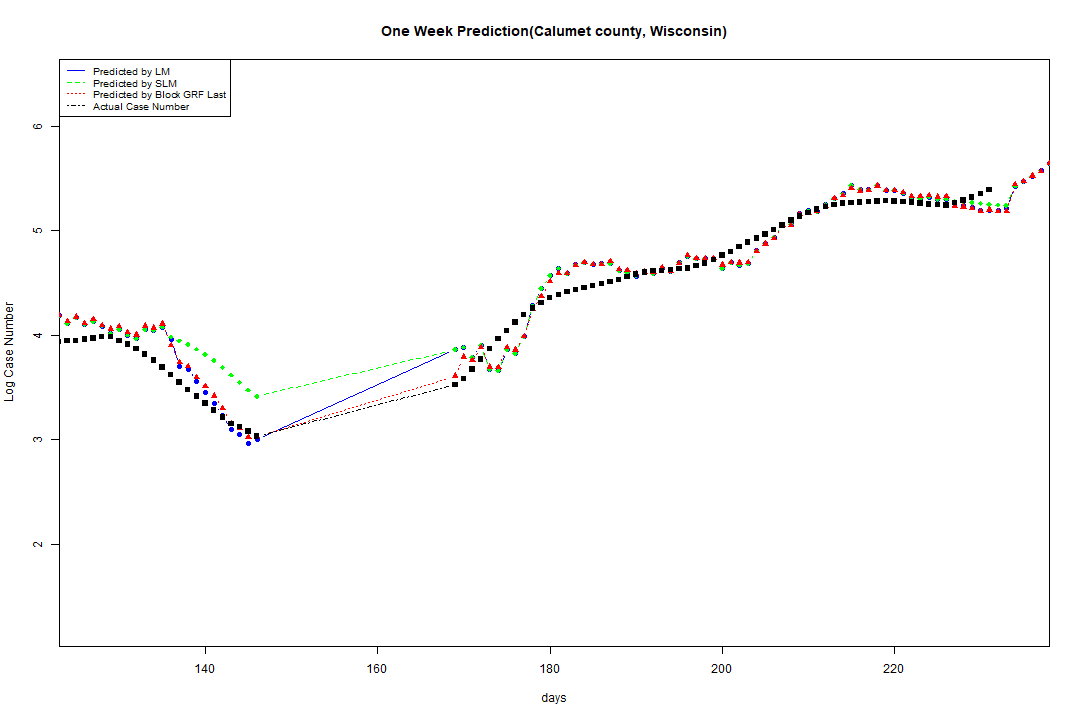 One Week Prediction(Calumet county, Wisconsin)
Predicted by LM
Predicted by SLM
Predicted by Block GRF Last
Actual Case Number
6
5
4
3
2
Log Case Number
140 160 180 200 220
days